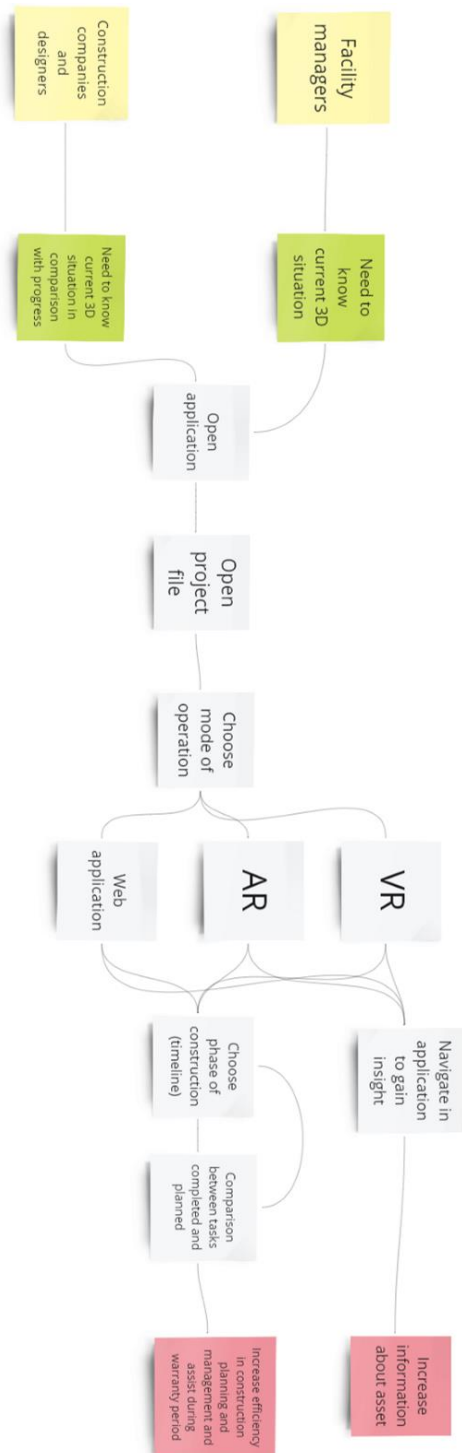 Facility
managers
Need to
know
current 3D
situation
Construction
companies
and
designers
Need to know
current 3D
situation in
comparison
with progress
Open
application
Open
project
file
Choose
mode of
operation
VR
AR
Web
application
Navigate in
application
to gain
insight
Choose
phase of
construction
(timeline)
Comparison
between tasks
completed and
planned
Increase
information
about asset
Increase efficiency
in construction
planning and
management and
assist during
warranty period